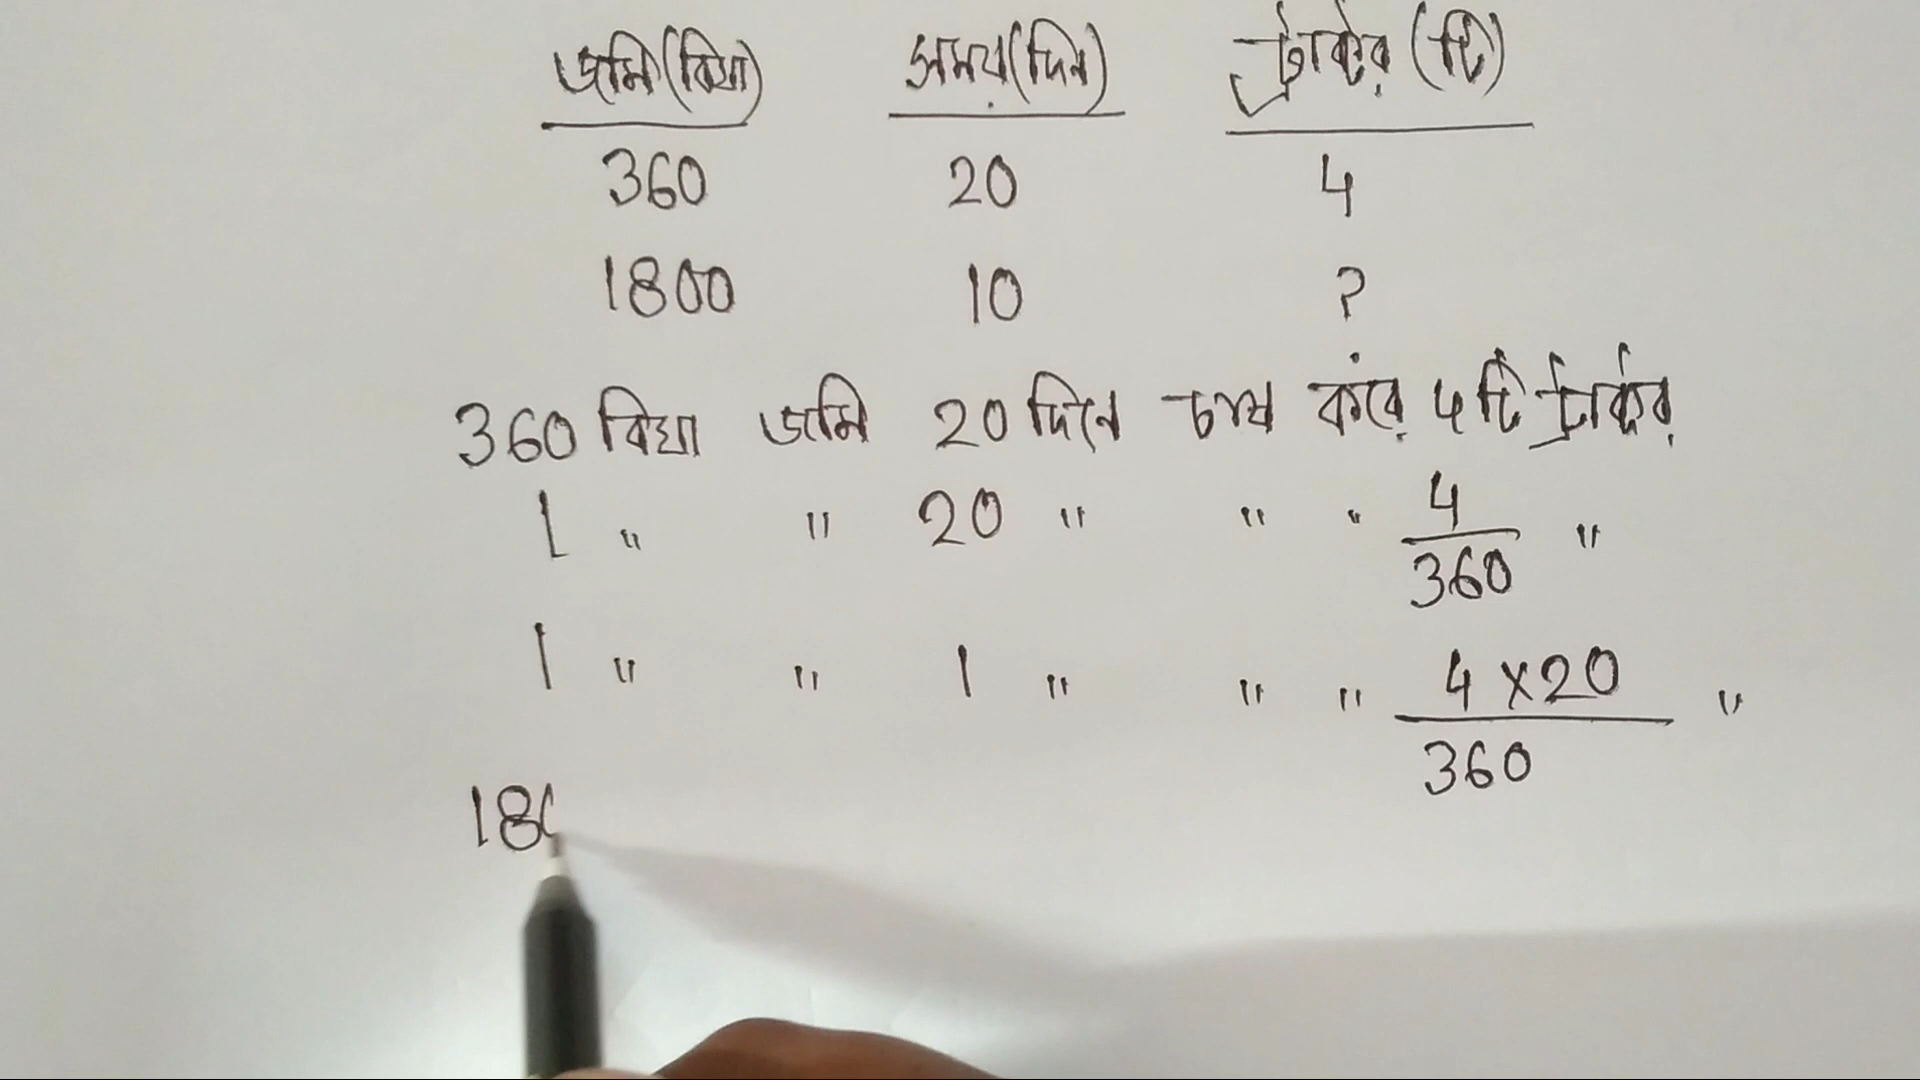 জমি(বিঘা) সময়(দিন) ট্রাক্টর (টি)
360 20 4
1800 10 ?
360 বিঘা জমি 20 দিনে চাষ করে 4টি ট্রাক্টর
1 " " 20 " " " 4/360 "
1 " " 1 " " " 4 x 20/360 "
180